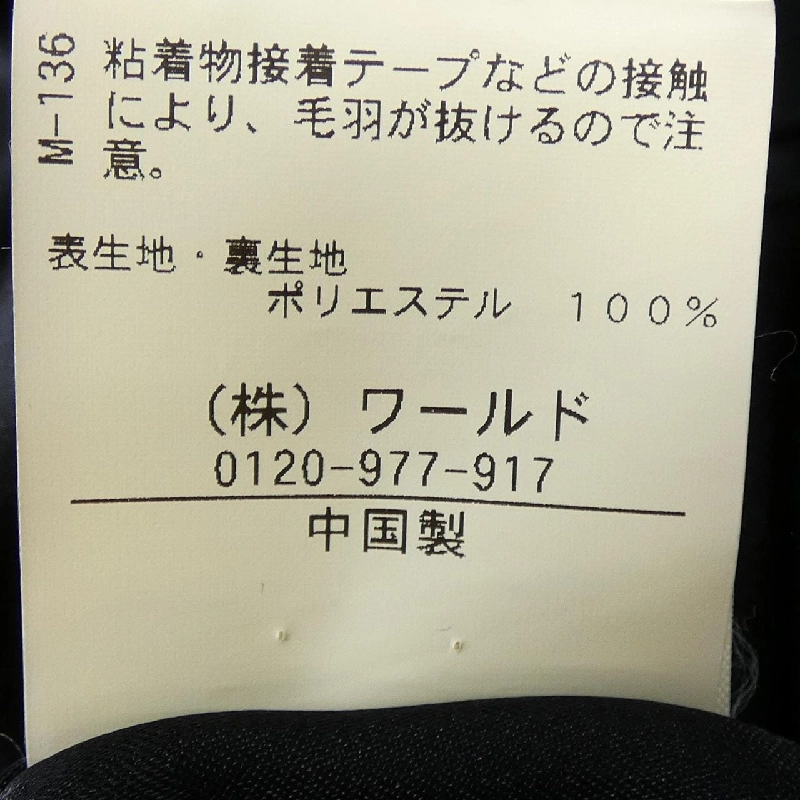 M-136
粘着物接着テープなどの接触
により、毛羽が抜けるので注
意。
表生地・裏生地
ポリエステル　１００％
（株）ワールド
0120-977-917
中国製